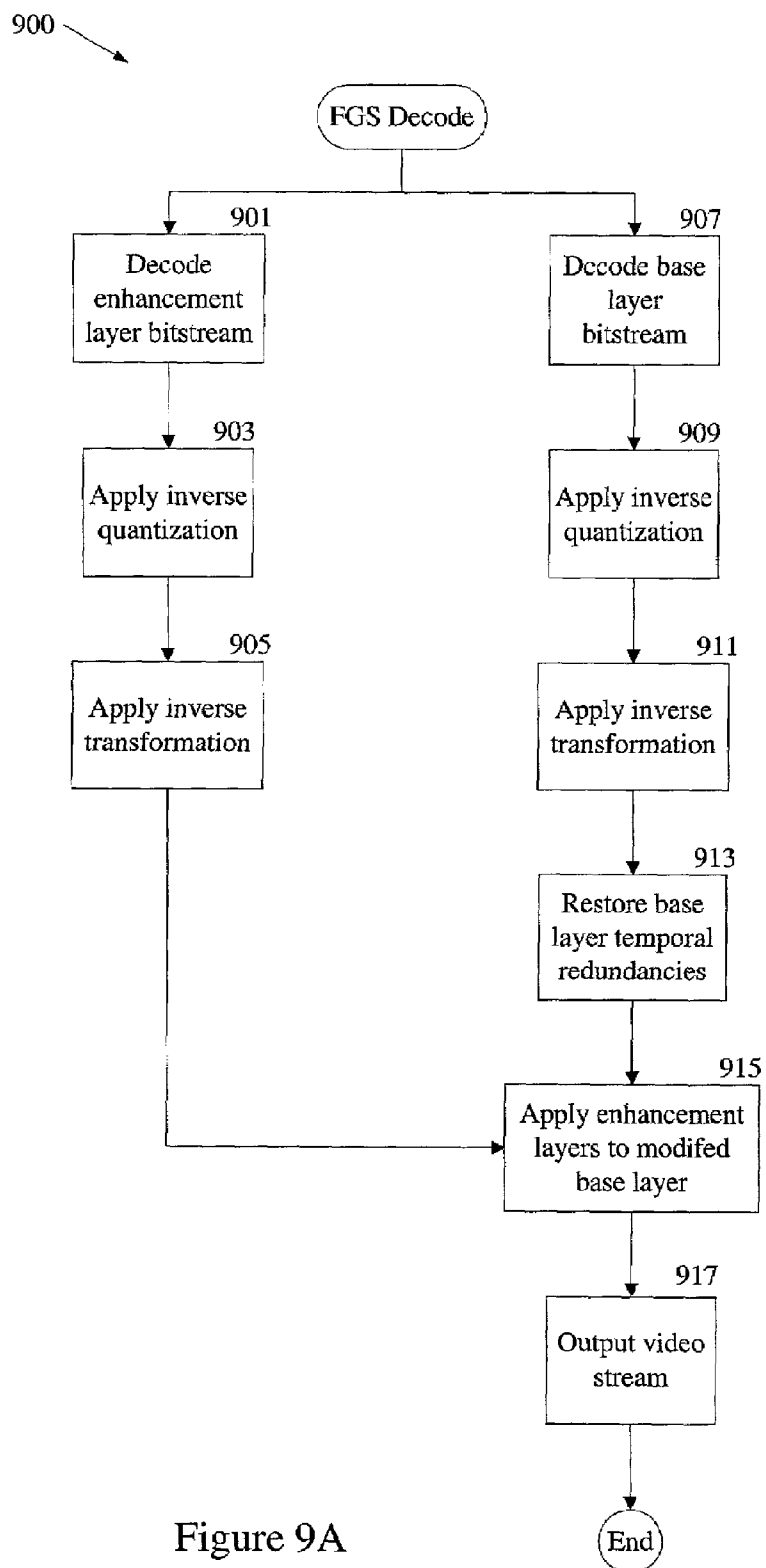 900
FGS Decode
901
Decode
enhancement
layer bitstream
907
Decode base
layer
bitstream
903
Apply inverse
quantization
909
Apply inverse
quantization
905
Apply inverse
transformation
911
Apply inverse
transformation
913
Restore base
layer temporal
redundancies
915
Apply enhancement
layers to modifed
base layer
917
Output video
stream
Figure 9A
End